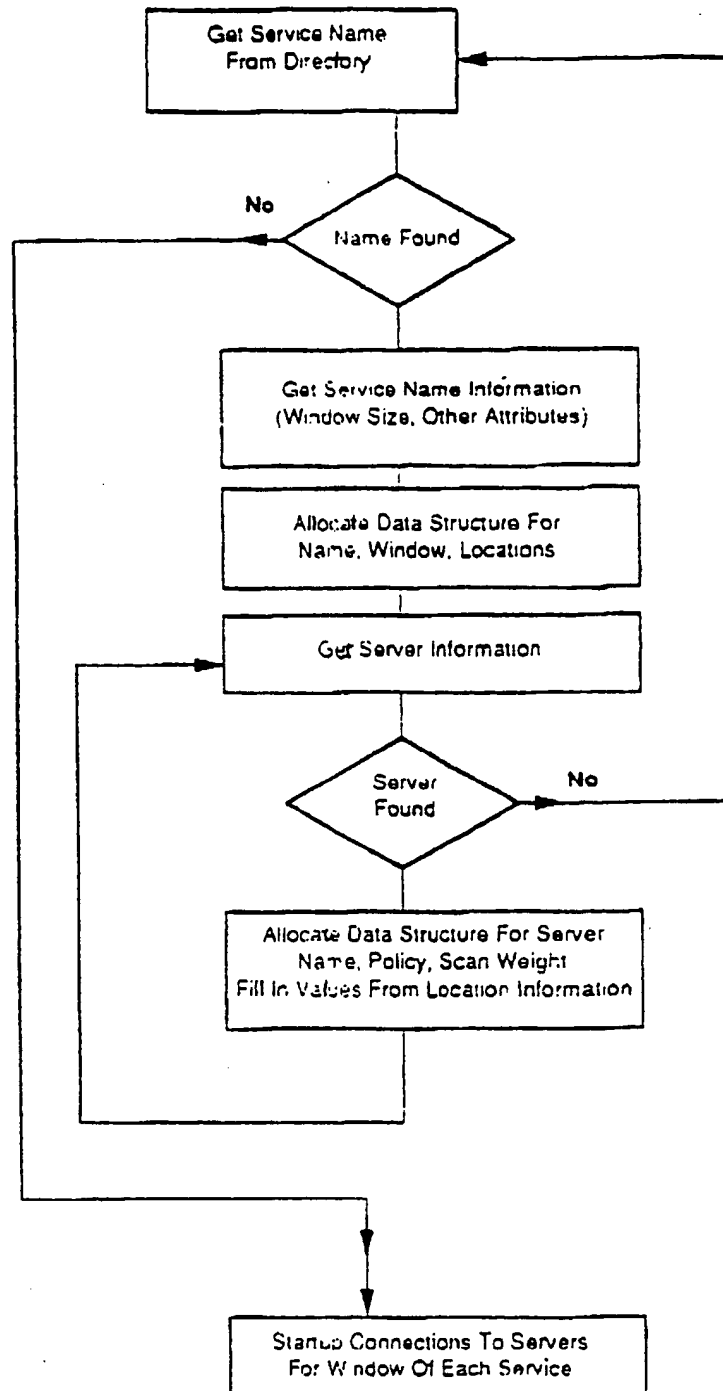 Get Service Name
From Directory
No
Name Found
Get Service Name Information
(Window Size, Other Attributes)
Allocate Data Structure For
Name, Window, Locations
Get Server Information
Server
Found
No
Allocate Data Structure For Server
Name, Policy, Scan Weight
Fill In Values From Location Information
Startup Connections To Servers
For Window Of Each Service